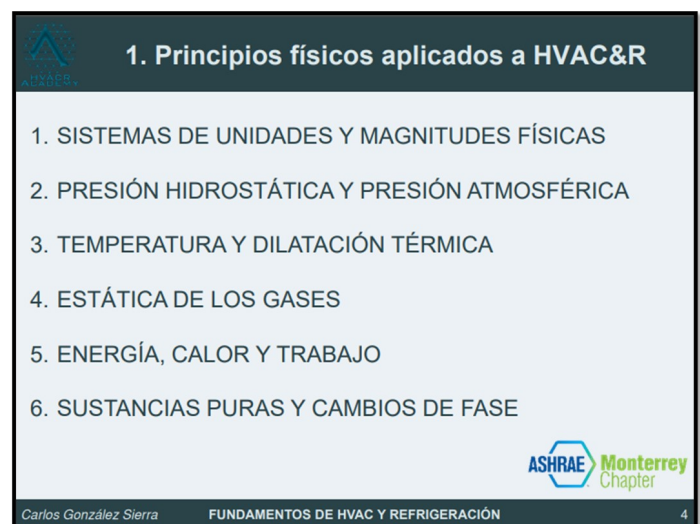 HVACR
ACADEMY
1. Principios físicos aplicados a HVAC&R
1. SISTEMAS DE UNIDADES Y MAGNITUDES FÍSICAS
2. PRESIÓN HIDROSTÁTICA Y PRESIÓN ATMOSFÉRICA
3. TEMPERATURA Y DILATACIÓN TÉRMICA
4. ESTÁTICA DE LOS GASES
5. ENERGÍA, CALOR Y TRABAJO
6. SUSTANCIAS PURAS Y CAMBIOS DE FASE
ASHRAE Monterrey
Chapter
Carlos González Sierra FUNDAMENTOS DE HVAC Y REFRIGERACIÓN 4